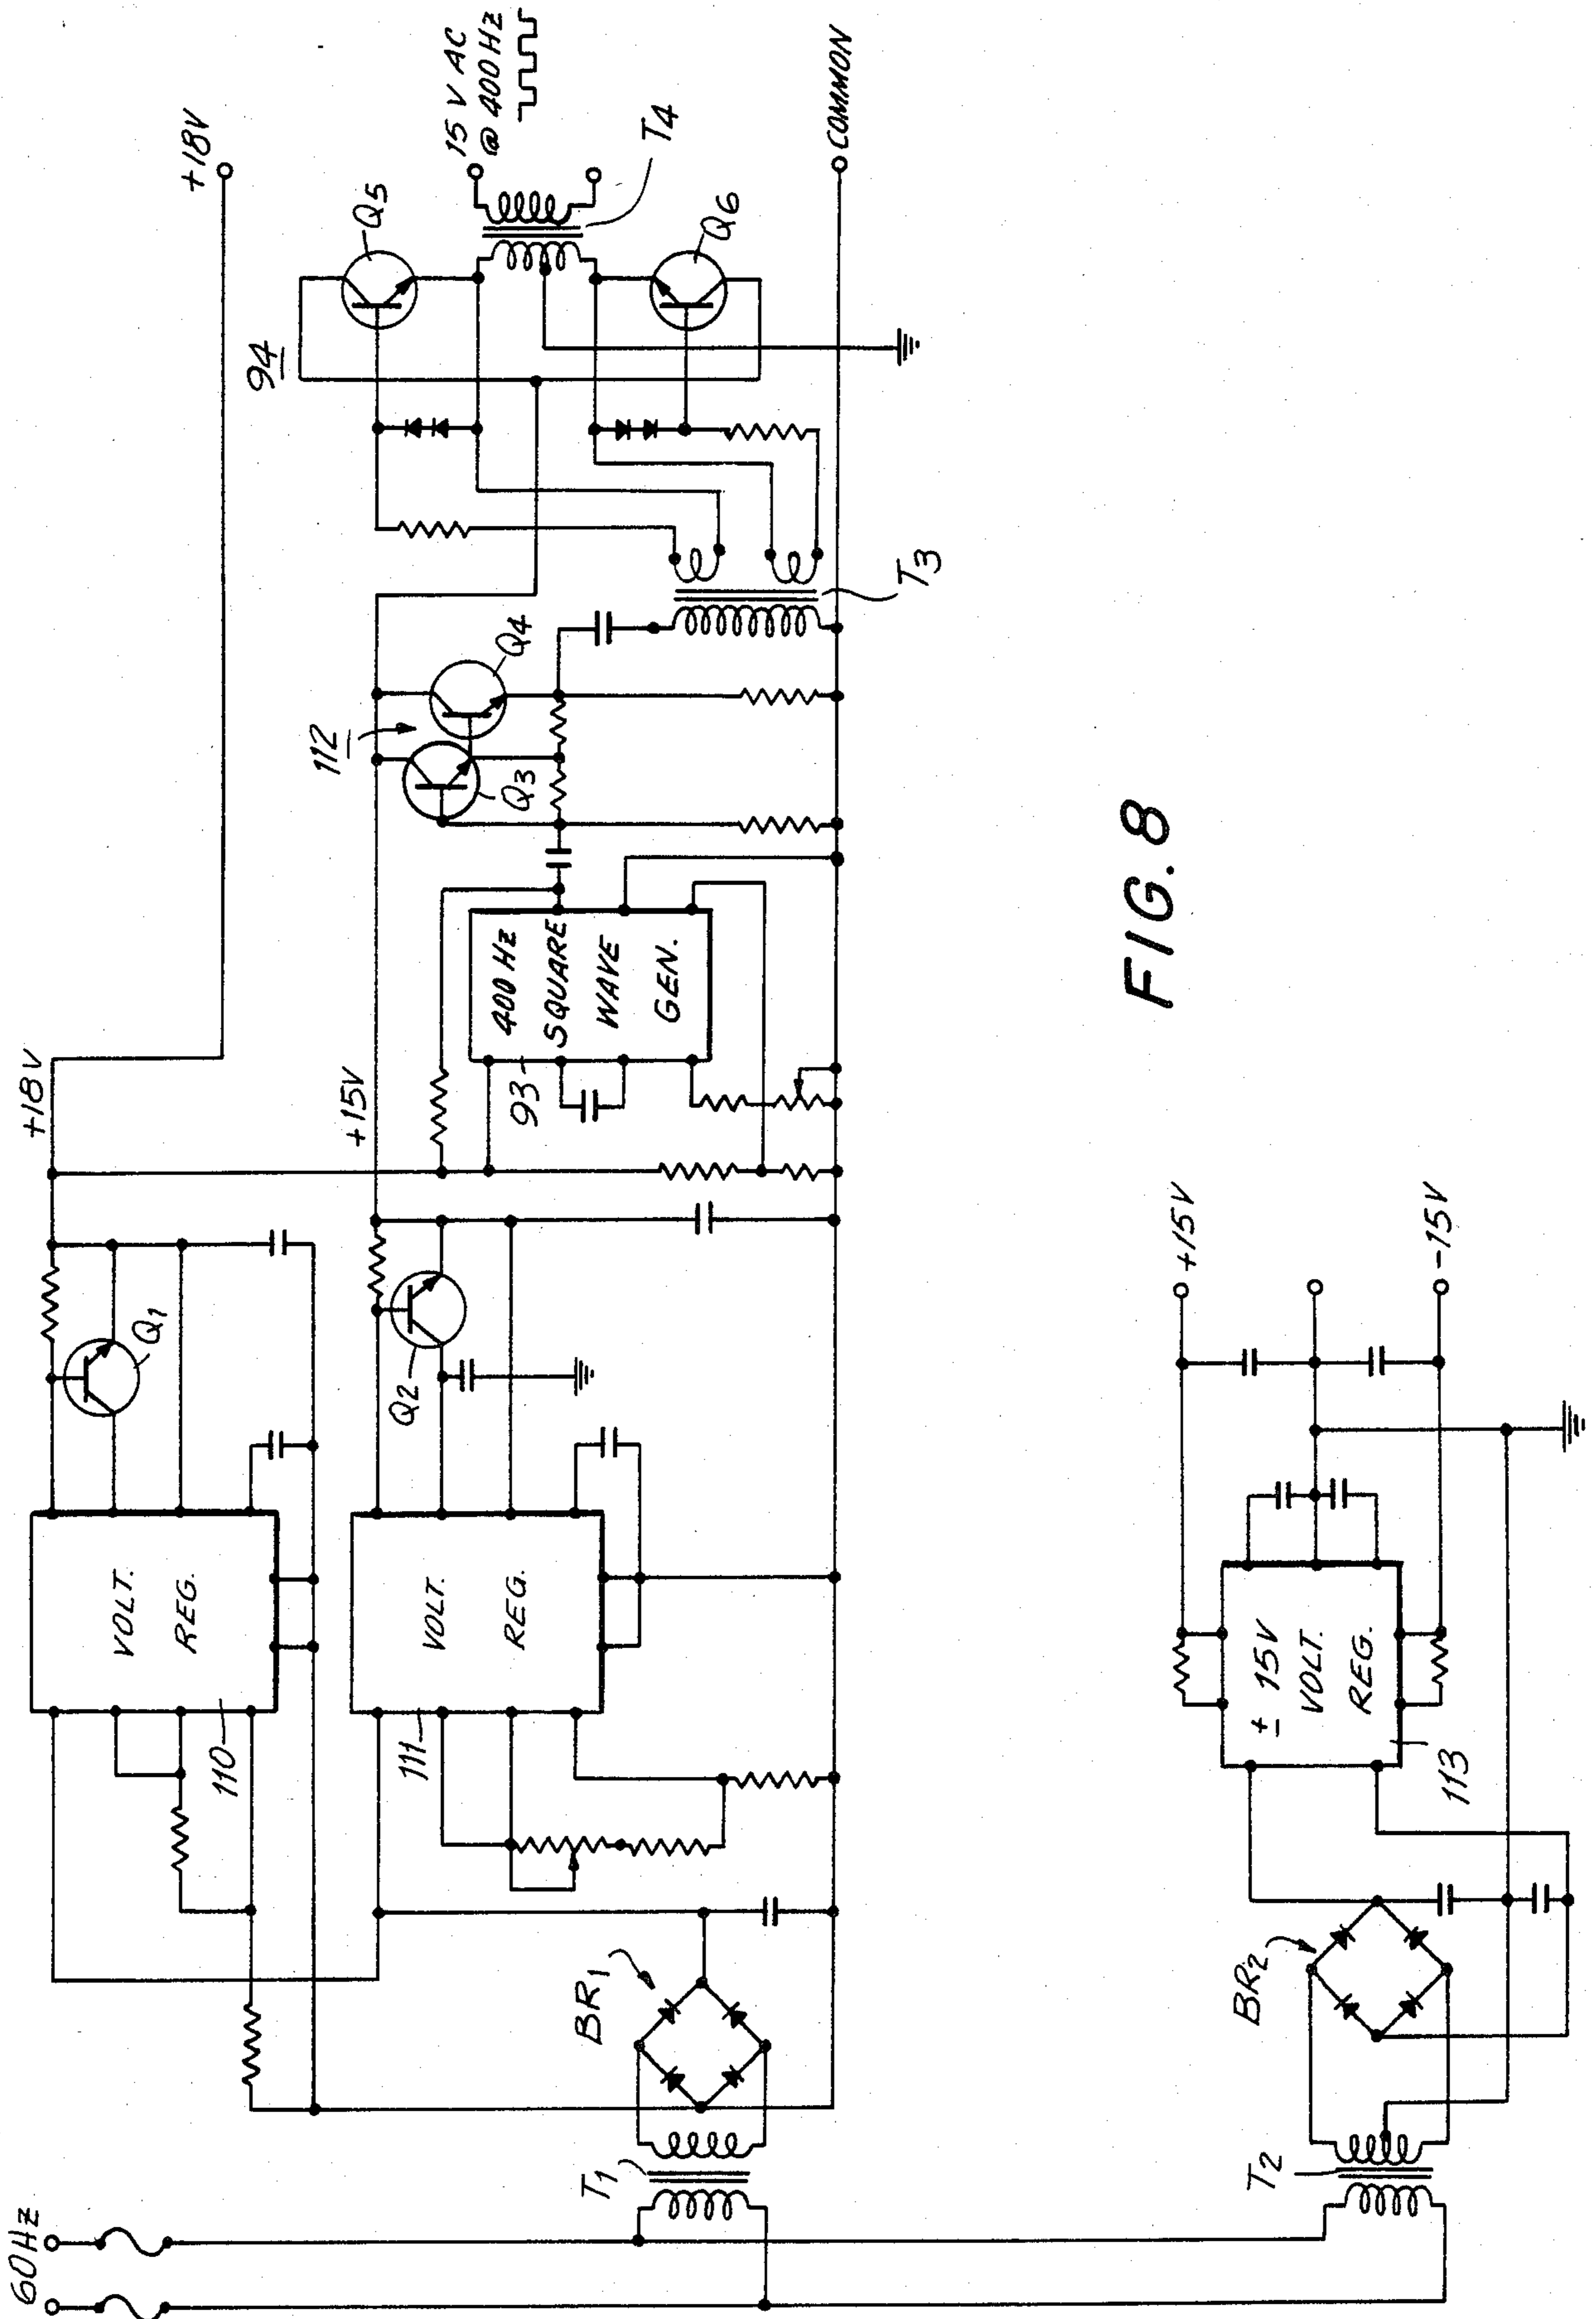 60Hz
T1
BR1
110
VOLT.
REG.
Q1
+18V
+18V
111
VOLT.
REG.
Q2
+15V
93
400 Hz
SQUARE
WAVE
GEN.
112
Q3
Q4
T3
94
Q5
Q6
15 V AC
@ 400 Hz
T4
COMMON
T2
BR2
113
± 15V
VOLT.
REG.
+15V
-15V
FIG. 8